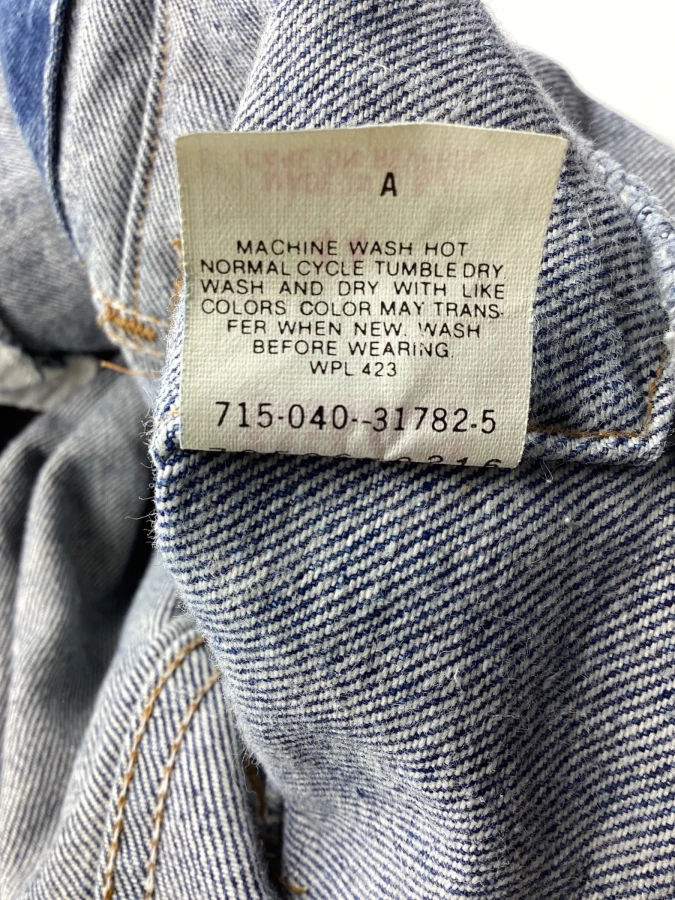 A
MACHINE WASH HOT
NORMAL CYCLE TUMBLE DRY.
WASH AND DRY WITH LIKE
COLORS COLOR MAY TRANS-
FER WHEN NEW. WASH
BEFORE WEARING.
WPL 423
715-040--31782-5